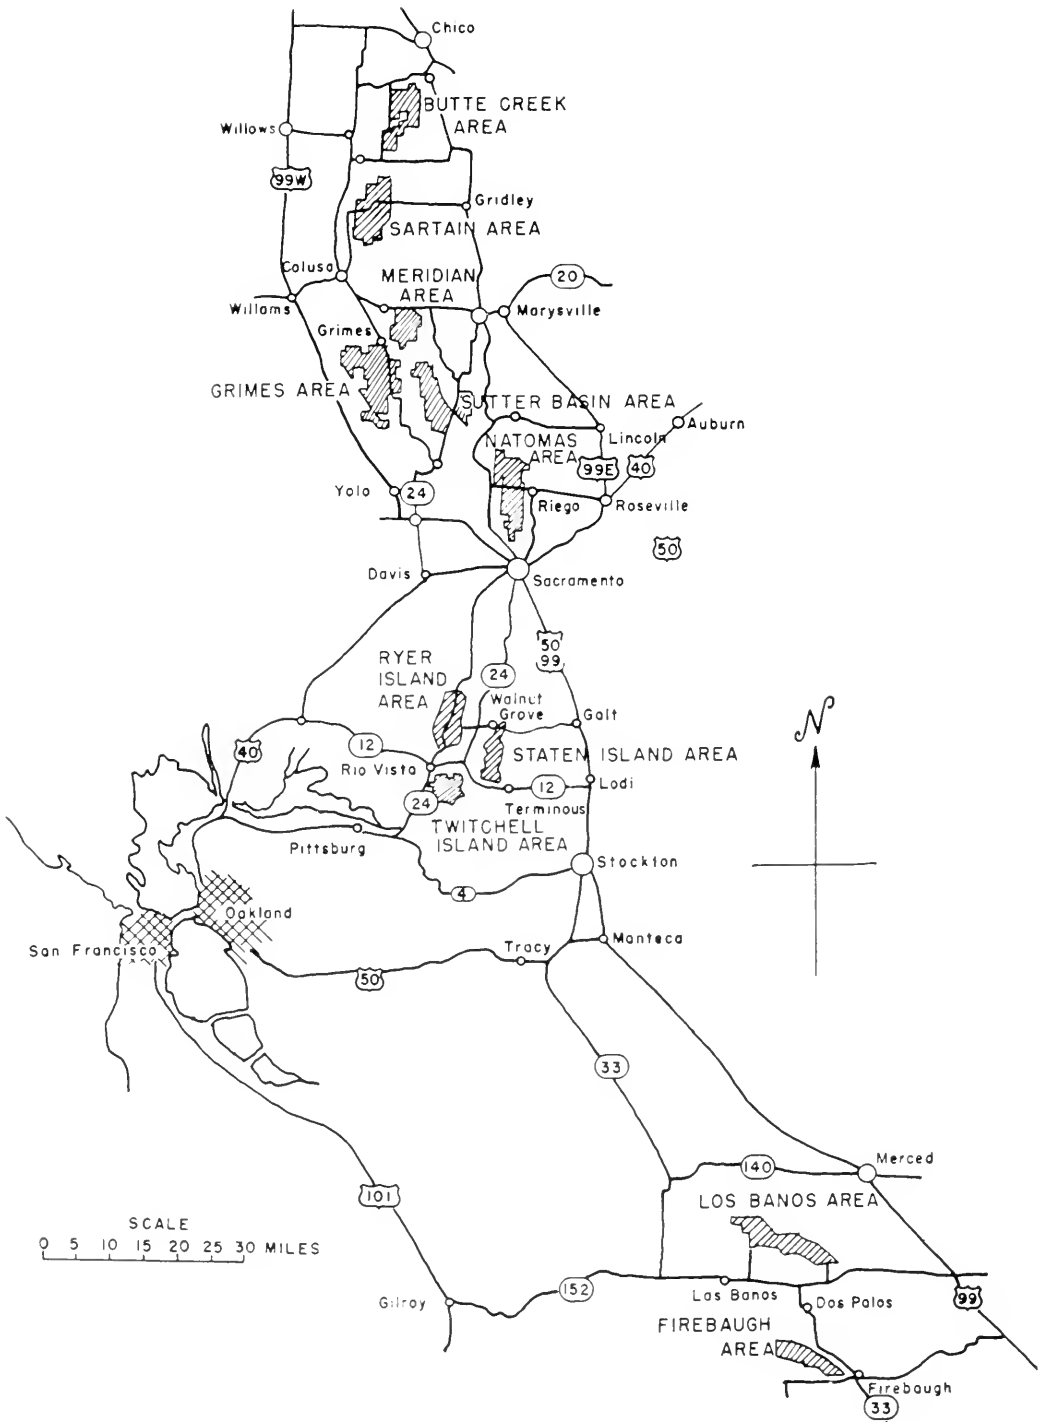 Chico
BUTTE CREEK
AREA
Willows
99W
Gridley
SARTAIN AREA
Colusa
MERIDIAN
AREA
20
Willams
Marysville
Grimes
GRIMES AREA
SUTTER BASIN AREA
Auburn
Lincoln
NATOMAS
AREA
99E
40
Yolo
24
Riego
Roseville
50
Davis
Sacramento
50
99
RYER
ISLAND
AREA
24
Walnut
Grove
Galt
N
40
12
Rio Vista
STATEN ISLAND AREA
12
Lodi
24
Terminous
TWITCHELL
ISLAND AREA
Pittsburg
Stockton
4
Oakland
San Francisco
Tracy
Manteca
50
33
Merced
140
101
LOS BANOS AREA
SCALE
0 5 10 15 20 25 30 MILES
152
Gilroy
Los Banos
Dos Palos
99
FIREBAUGH
AREA
Firebaugh
33